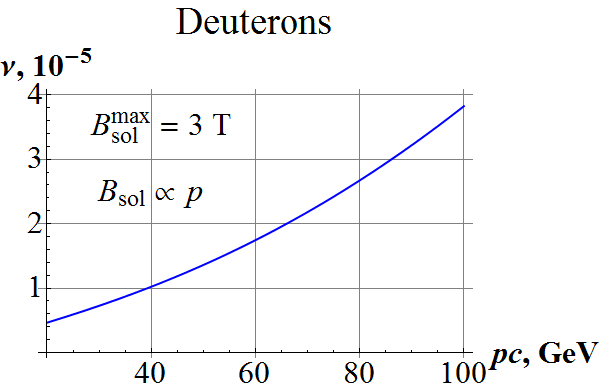 Deuterons
ν, 10⁻⁵
4
B_sol^max = 3 T
3
B_sol ∝ p
2
1
40 60 80 100 pc, GeV